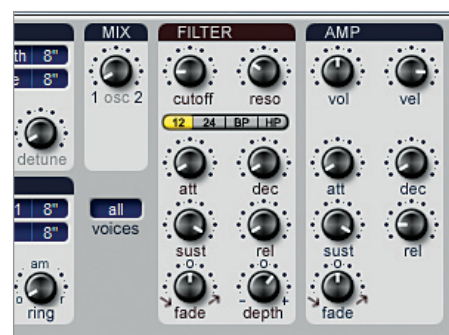 MIX FILTER AMP
th 8"
e 8"
1 osc 2 cutoff reso vol vel
12 24 BP HP
detune
att dec att dec
1 8" all
8" voices
sust rel sust rel
am o o o
o r - +
ring fade depth fade